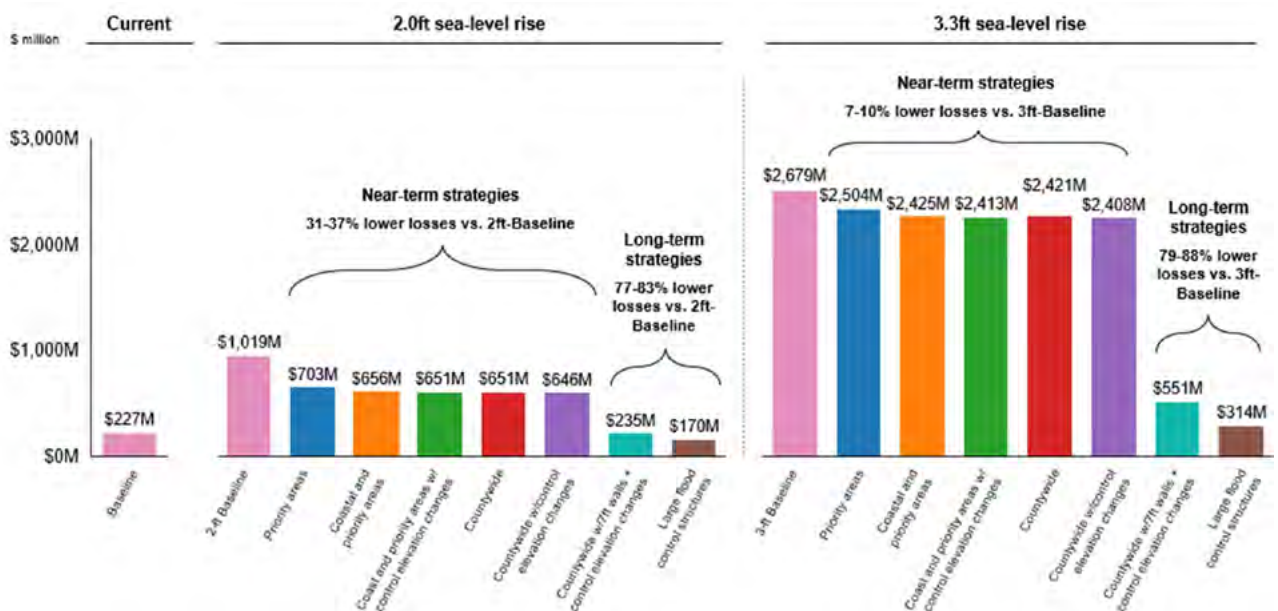 Current
2.0ft sea-level rise
3.3ft sea-level rise
$ million
Near-term strategies
7-10% lower losses vs. 3ft-Baseline
$3,000M
$2,000M
$1,000M
$0M
Near-term strategies
31-37% lower losses vs. 2ft-Baseline
Long-term
strategies
77-83% lower
losses vs. 2ft-
Baseline
Long-term
strategies
79-88% lower
losses vs. 3ft-
Baseline
$227M
$1,019M
$703M
$656M
$651M
$651M
$646M
$235M
$170M
$2,679M
$2,504M
$2,425M
$2,413M
$2,421M
$2,408M
$551M
$314M
Baseline
2-ft Baseline
Priority areas
Coastal and
priority areas
Coast and priority areas w/
control elevation changes
Countywide
Countywide w/control
elevation changes
Countywide w/7ft walls +
control elevation changes
Large flood
control structures
3-ft Baseline
Priority areas
Coastal and
priority areas
Coast and priority areas w/
control elevation changes
Countywide
Countywide w/control
elevation changes
Countywide w/7ft walls +
control elevation changes
Large flood
control structures